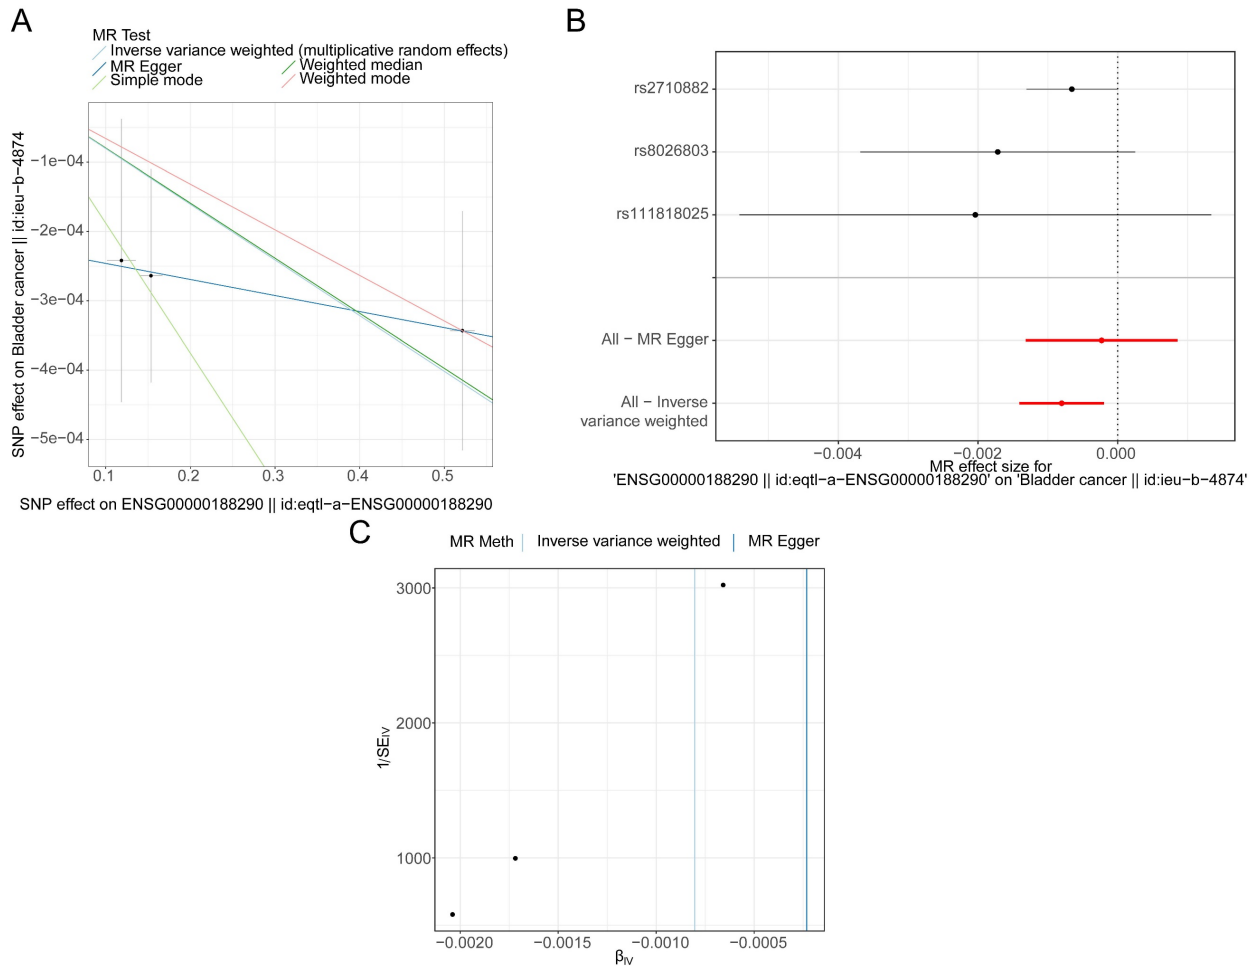 A
MR Test
Inverse variance weighted (multiplicative random effects)
MR Egger
Weighted median
Simple mode
Weighted mode
SNP effect on Bladder cancer || id:ieu−b−4874
−1e−04
−2e−04
−3e−04
−4e−04
−5e−04
0.1 0.2 0.3 0.4 0.5
SNP effect on ENSG00000188290 || id:eqtl−a−ENSG00000188290
B
rs2710882
rs8026803
rs111818025
All − MR Egger
All − Inverse
variance weighted
−0.004 −0.002 0.000
MR effect size for
'ENSG00000188290 || id:eqtl−a−ENSG00000188290' on 'Bladder cancer || id:ieu−b−4874'
C
MR Meth Inverse variance weighted MR Egger
1/SEIV
3000
2000
1000
−0.0020 −0.0015 −0.0010 −0.0005
βIV